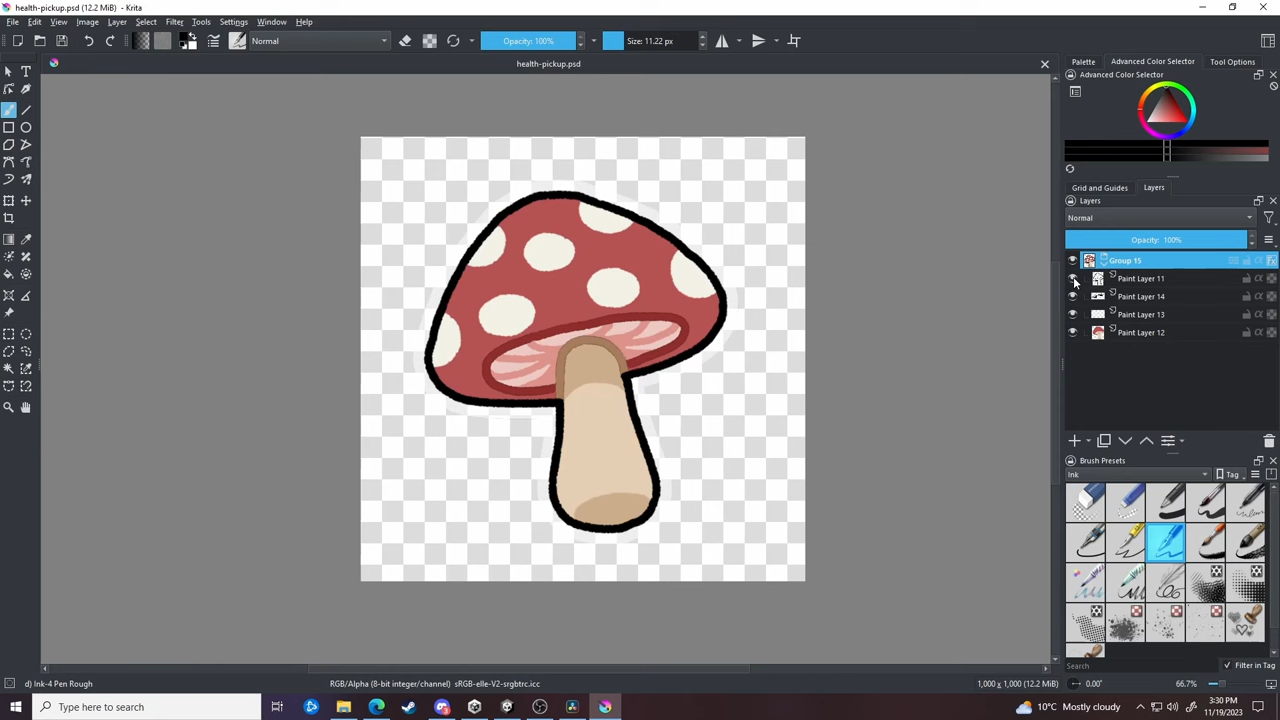 health-pickup.psd (12.2 MiB) - Krita
File Edit View Image Layer Select Filter Tools Settings Window Help
Normal
Opacity: 100%
Size: 11.22 px
health-pickup.psd
Palette
Advanced Color Selector
Tool Options
Advanced Color Selector
Grid and Guides
Layers
Layers
Normal
Opacity: 100%
Group 15
Paint Layer 11
Paint Layer 14
Paint Layer 13
Paint Layer 12
Brush Presets
Ink
Tag
Search
Filter in Tag
d) Ink-4 Pen Rough
RGB/Alpha (8-bit integer/channel) sRGB-elle-V2-srgbtrc.icc
1,000 x 1,000 (12.2 MiB)
0.00°
66.7%
Type here to search
10°C Mostly cloudy
3:30 PM
11/19/2023